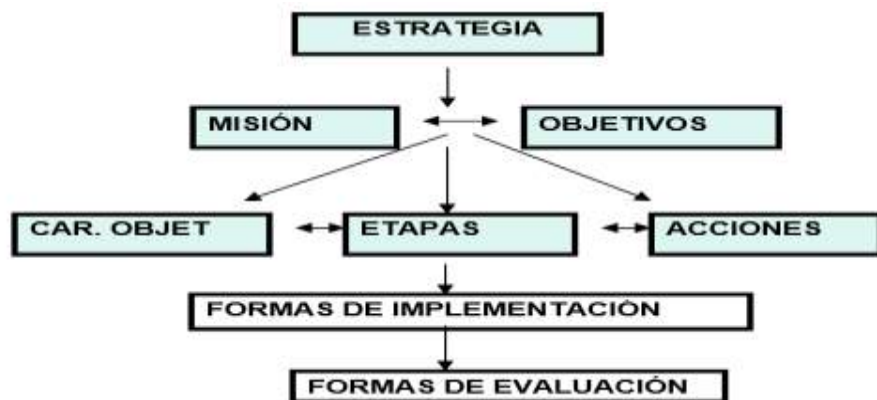 ESTRATEGIA
MISIÓN
OBJETIVOS
CAR. OBJET
ETAPAS
ACCIONES
FORMAS DE IMPLEMENTACIÓN
FORMAS DE EVALUACIÓN